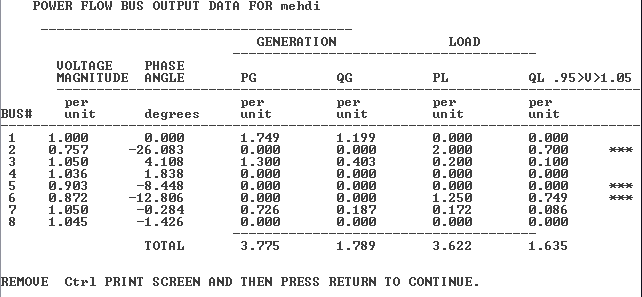 POWER FLOW BUS OUTPUT DATA FOR mehdi
GENERATION LOAD
VOLTAGE PHASE
MAGNITUDE ANGLE PG QG PL QL .95>V>1.05
per per per per per
BUS# unit degrees unit unit unit unit
1 1.000 0.000 1.749 1.199 0.000 0.000
2 0.757 -26.083 0.000 0.000 2.000 0.700 ***
3 1.050 4.108 1.300 0.403 0.200 0.100
4 1.036 1.838 0.000 0.000 0.000 0.000
5 0.903 -8.448 0.000 0.000 0.000 0.000 ***
6 0.872 -12.806 0.000 0.000 1.250 0.749 ***
7 1.050 -0.284 0.726 0.187 0.172 0.086
8 1.045 -1.426 0.000 0.000 0.000 0.000
TOTAL 3.775 1.789 3.622 1.635
REMOVE Ctrl PRINT SCREEN AND THEN PRESS RETURN TO CONTINUE.